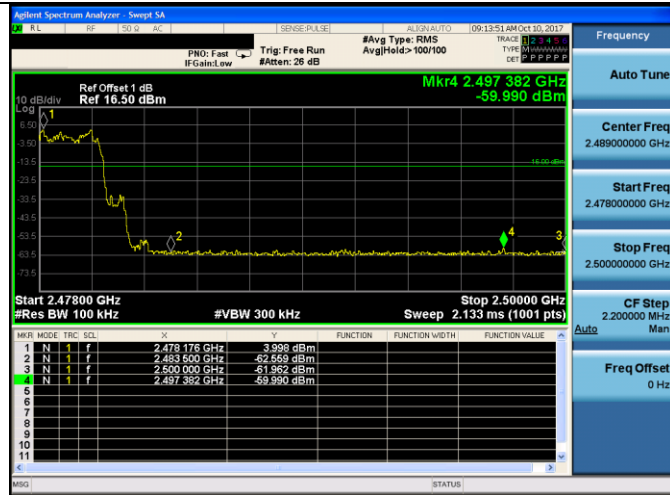 Agilent Spectrum Analyzer - Swept SA
RL RF 50 Ω AC SENSE:PULSE ALIGN AUTO 09:13:51 AM Oct 10, 2017
PNO: Fast IFGain:Low
Trig: Free Run #Atten: 26 dB
#Avg Type: RMS Avg|Hold:>100/100
TRACE 1 2 3 4 5 6
TYPE M
DET P P P P P P
Ref Offset 1 dB
10 dB/div Ref 16.50 dBm
Mkr4 2.497 382 GHz
-59.990 dBm
Log
6.50
-3.50
-13.5
-23.5
-33.5
-43.5
-53.5
-63.5
-73.5
1
2
4
3
-16.00 dBm
Start 2.47800 GHz Stop 2.50000 GHz
#Res BW 100 kHz #VBW 300 kHz Sweep 2.133 ms (1001 pts)
MKR MODE TRC SCL X Y FUNCTION FUNCTION WIDTH FUNCTION VALUE
1 N 1 f 2.478 176 GHz 3.998 dBm
2 N 1 f 2.483 500 GHz -62.559 dBm
3 N 1 f 2.500 000 GHz -61.962 dBm
4 N 1 f 2.497 382 GHz -59.990 dBm
5
6
7
8
9
10
11
MSG STATUS
Frequency
Auto Tune
Center Freq
2.489000000 GHz
Start Freq
2.478000000 GHz
Stop Freq
2.500000000 GHz
CF Step
2.200000 MHz
Auto Man
Freq Offset
0 Hz